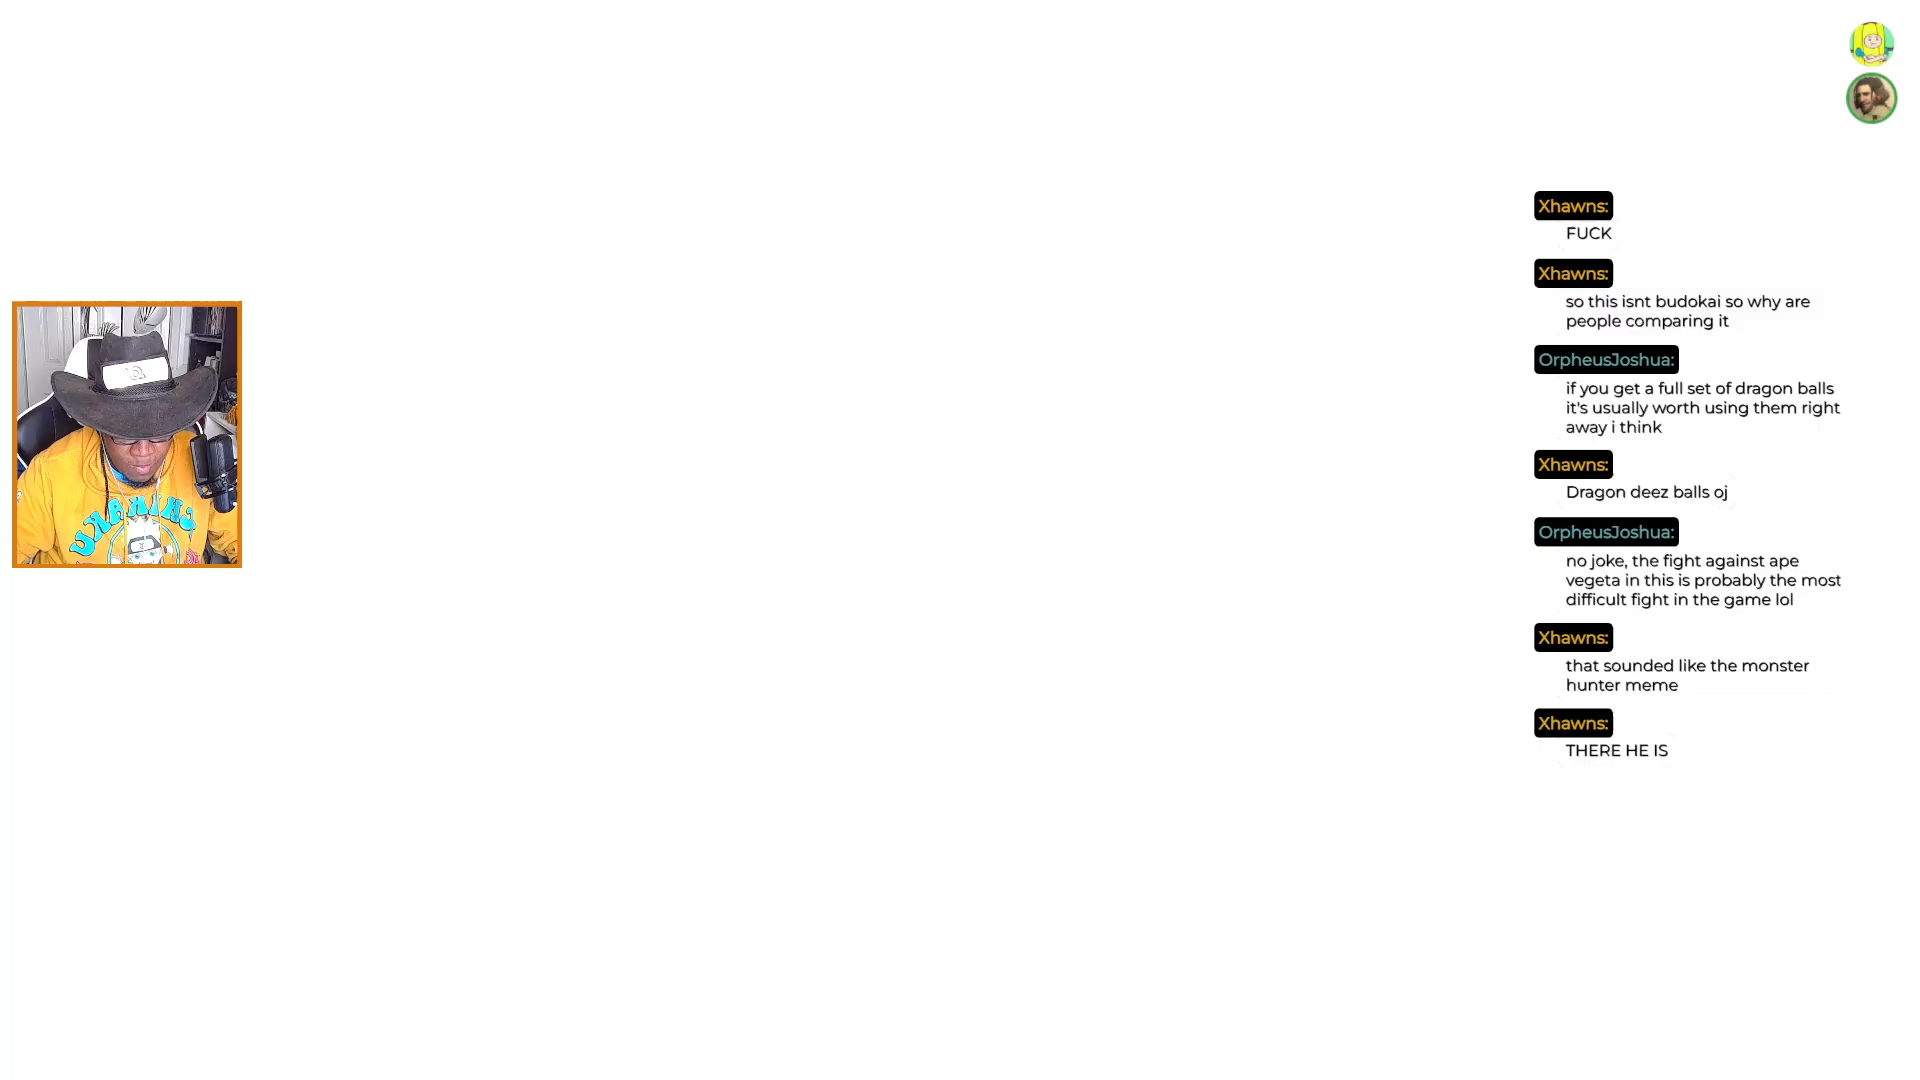 Xhawns:
FUCK
Xhawns:
so this isnt budokai so why are
people comparing it
OrpheusJoshua:
if you get a full set of dragon balls
it's usually worth using them right
away i think
Xhawns:
Dragon deez balls oj
OrpheusJoshua:
no joke, the fight against ape
vegeta in this is probably the most
difficult fight in the game lol
Xhawns:
that sounded like the monster
hunter meme
Xhawns:
THERE HE IS
UKAMIHC